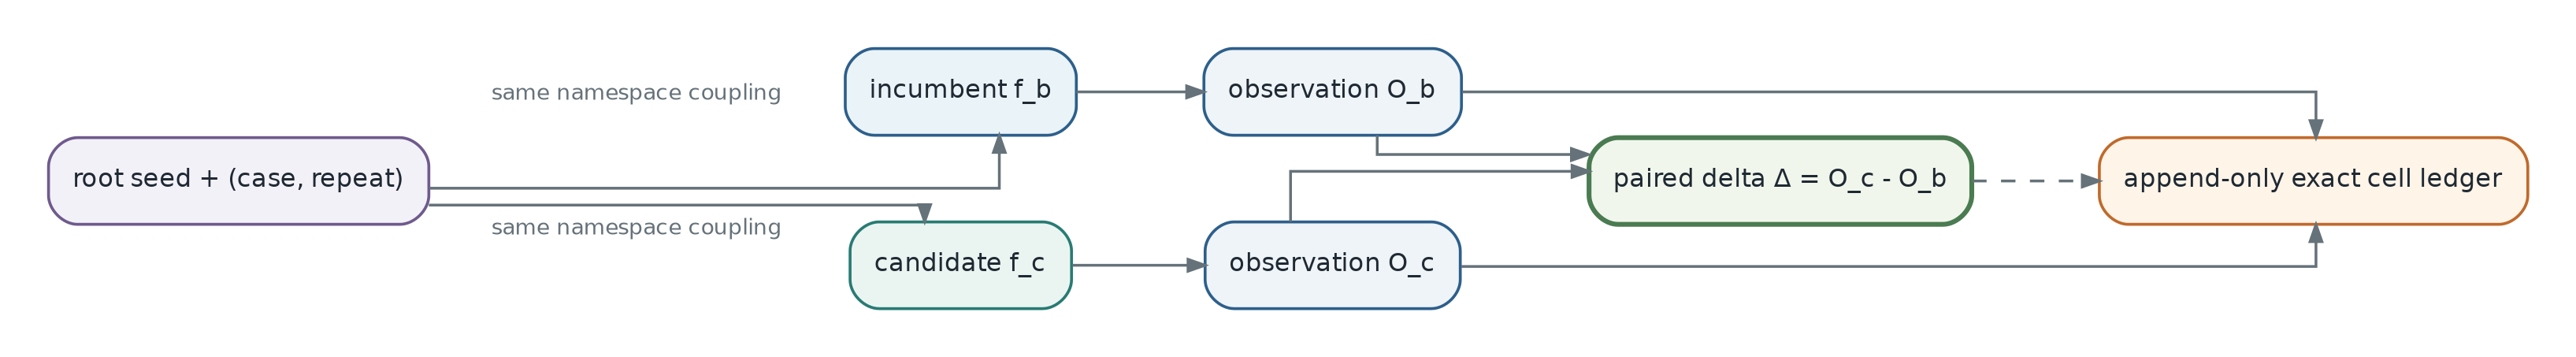 same namespace coupling
incumbent f_b
observation O_b
root seed + (case, repeat)
paired delta Δ = O_c - O_b
append-only exact cell ledger
same namespace coupling
candidate f_c
observation O_c